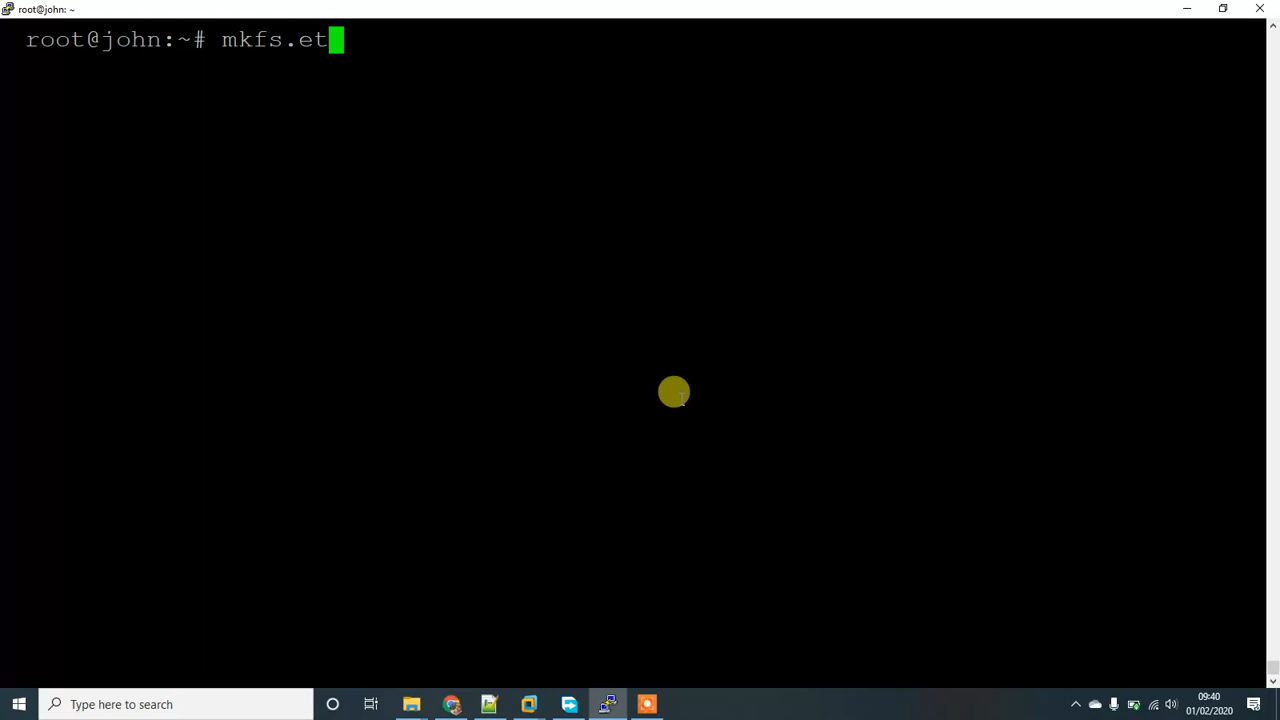 root@john: ~
root@john:~# mkfs.et
Type here to search
09:40
01/02/2020